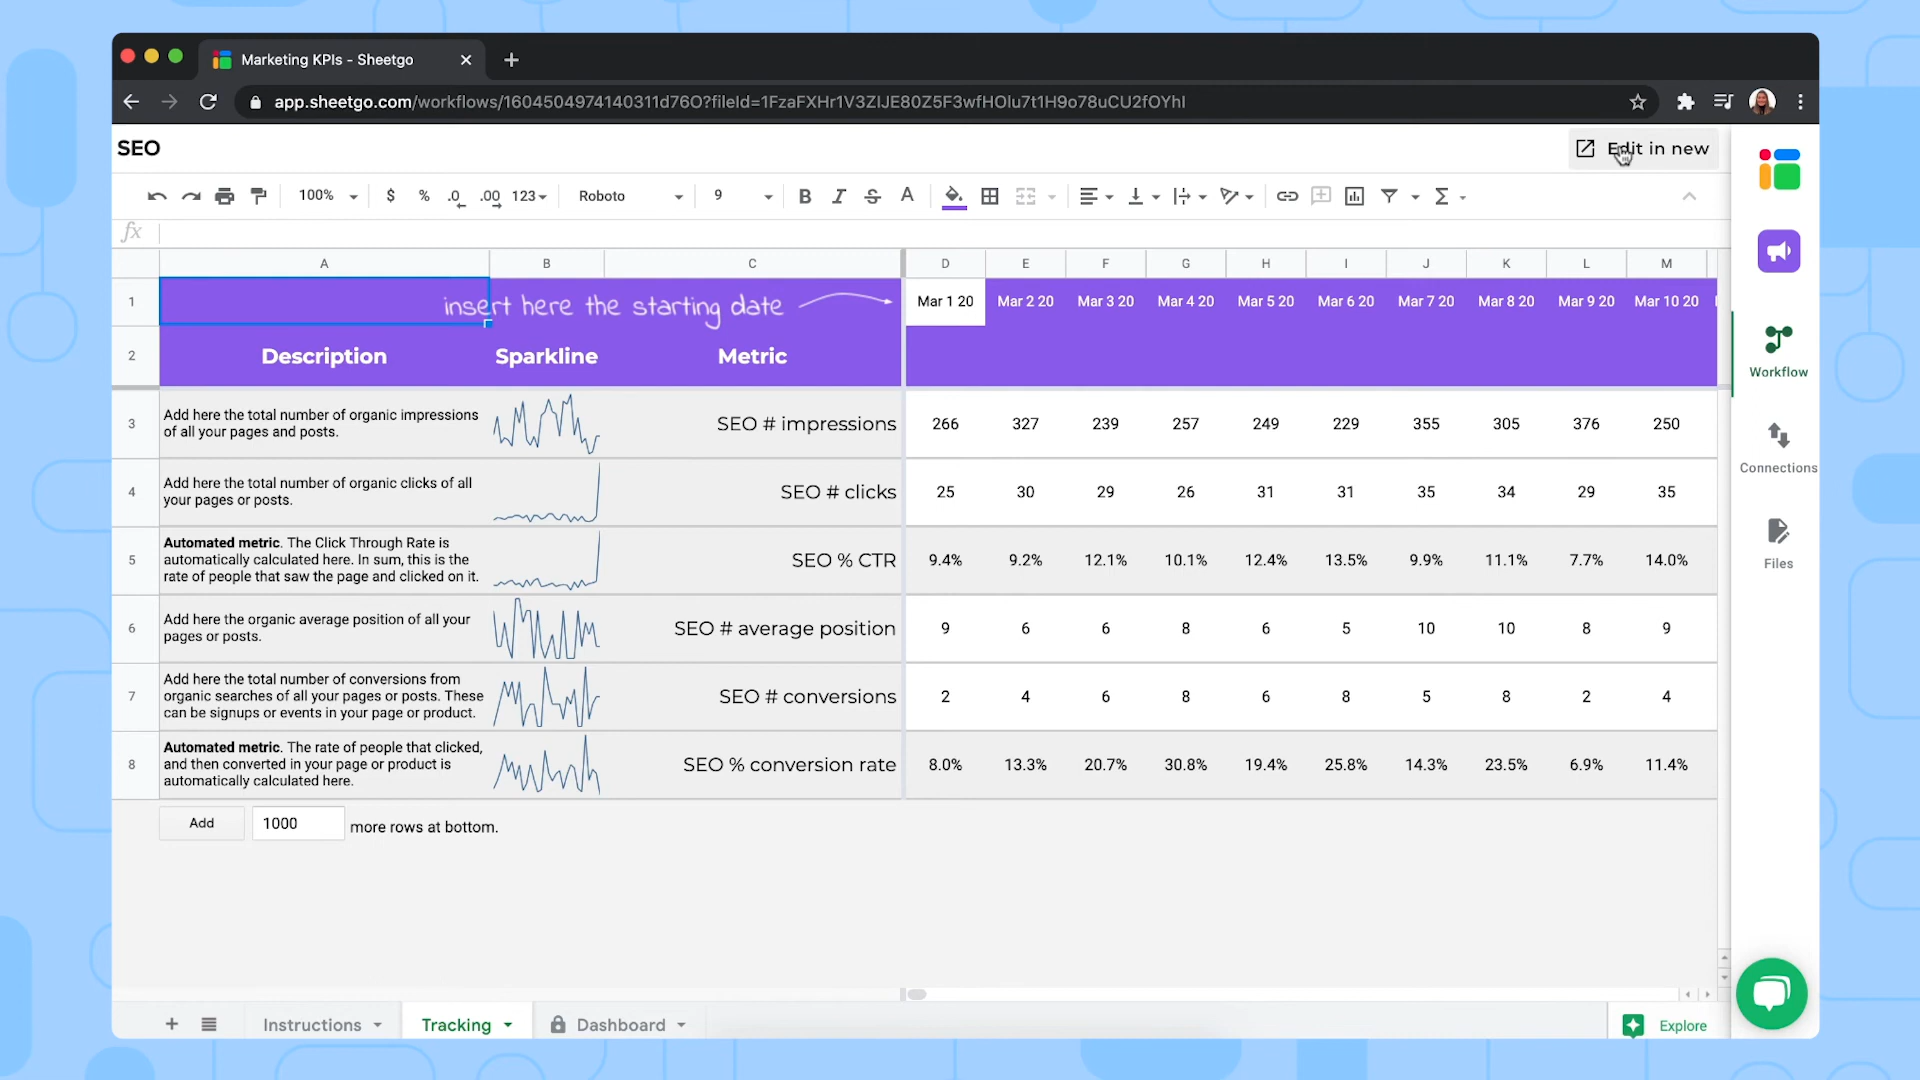 Marketing KPIs - Sheetgo
app.sheetgo.com/workflows/1604504974140311d76O?fileId=1FzaFXHr1V3ZIJE80Z5F3wfHOlu7t1H9o78uCU2fOYhI
SEO
Edit in new
100% $ % .0 .00 123 Roboto 9 B I S A Σ
fx
A B C D E F G H I J K L M
1 insert here the starting date Mar 1 20 Mar 2 20 Mar 3 20 Mar 4 20 Mar 5 20 Mar 6 20 Mar 7 20 Mar 8 20 Mar 9 20 Mar 10 20
2 Description Sparkline Metric
3 Add here the total number of organic impressions
of all your pages and posts.
SEO # impressions 266 327 239 257 249 229 355 305 376 250
4 Add here the total number of organic clicks of all
your pages or posts.
SEO # clicks 25 30 29 26 31 31 35 34 29 35
5 Automated metric. The Click Through Rate is
automatically calculated here. In sum, this is the
rate of people that saw the page and clicked on it.
SEO % CTR 9.4% 9.2% 12.1% 10.1% 12.4% 13.5% 9.9% 11.1% 7.7% 14.0%
6 Add here the organic average position of all your
pages or posts.
SEO # average position 9 6 6 8 6 5 10 10 8 9
7 Add here the total number of conversions from
organic searches of all your pages or posts. These
can be signups or events in your page or product.
SEO # conversions 2 4 6 8 6 8 5 8 2 4
8 Automated metric. The rate of people that clicked,
and then converted in your page or product is
automatically calculated here.
SEO % conversion rate 8.0% 13.3% 20.7% 30.8% 19.4% 25.8% 14.3% 23.5% 6.9% 11.4%
Add 1000 more rows at bottom.
Instructions Tracking Dashboard
Explore
Workflow
Connections
Files